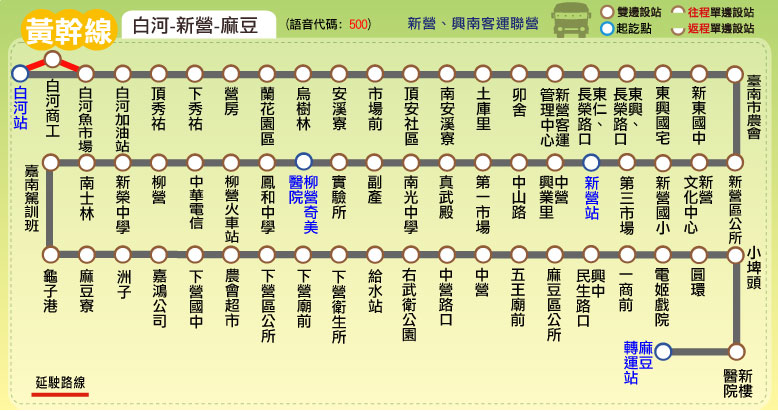 黃幹線
白河-新營-麻豆
(語音代碼: 500)
新營、興南客運聯營
雙邊設站
起訖點
往程單邊設站
返程單邊設站
白河站
白河商工
白河魚市場
白河加油站
頂秀祐
下秀祐
營房
蘭花園區
烏樹林
安溪寮
市場前
頂安社區
南安溪寮
土庫里
卯舍
新營客運
管理中心
東仁、
長榮路口
東興、
長榮路口
東興國宅
新東國中
臺南市農會
新營區公所
新營
文化中心
新營國小
第三市場
新營站
中營
興業里
中山路
第一市場
真武殿
南光中學
副產
實驗所
柳營奇美
醫院
鳳和中學
柳營火車站
中華電信
柳營
新榮中學
南士林
嘉南駕訓班
龜子港
麻豆寮
洲子
嘉鴻公司
下營國中
農會超市
下營區公所
下營廟前
下營衛生所
給水站
右武衛公園
中營路口
中營
五王廟前
麻豆區公所
興中
民生路口
一商前
電姬戲院
圓環
小埤頭
新樓
醫院
麻豆
轉運站
延駛路線